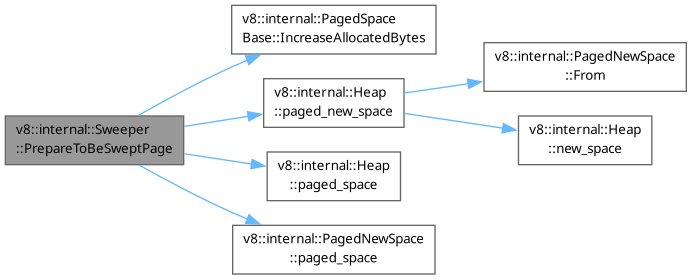 v8::internal::PagedSpace
Base::IncreaseAllocatedBytes
v8::internal::PagedNewSpace
::From
v8::internal::Heap
::paged_new_space
v8::internal::Sweeper
::PrepareToBeSweptPage
v8::internal::Heap
::new_space
v8::internal::Heap
::paged_space
v8::internal::PagedNewSpace
::paged_space